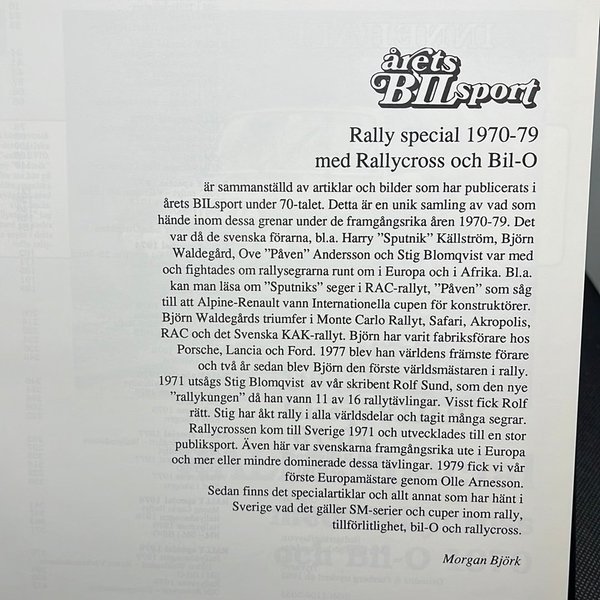 årets
BILsport
Rally special 1970-79
med Rallycross och Bil-O
är sammanställd av artiklar och bilder som har publicerats i
årets BILsport under 70-talet. Detta är en unik samling av vad som
hände inom dessa grenar under de framgångsrika åren 1970-79. Det
var då de svenska förarna, bl.a. Harry ”Sputnik” Källström, Björn
Waldegård, Ove ”Påven” Andersson och Stig Blomqvist var med
och fightades om rallysegrarna runt om i Europa och i Afrika. Bl.a.
kan man läsa om ”Sputniks” seger i RAC-rallyt, ”Påven” som såg
till att Alpine-Renault vann Internationella cupen för konstruktörer.
Björn Waldegårds triumfer i Monte Carlo Rallyt, Safari, Akropolis,
RAC och det Svenska KAK-rallyt. Björn har varit fabriksförare hos
Porsche, Lancia och Ford. 1977 blev han världens främste förare
och två år sedan blev Björn den förste världsmästaren i rally.
1971 utsågs Stig Blomqvist av vår skribent Rolf Sund, som den nye
”rallykungen” då han vann 11 av 16 rallytävlingar. Visst fick Rolf
rätt. Stig har åkt rally i alla världsdelar och tagit många segrar.
Rallycrossen kom till Sverige 1971 och utvecklades till en stor
publiksport. Även här var svenskarna framgångsrika ute i Europa
och mer eller mindre dominerade dessa tävlingar. 1979 fick vi vår
förste Europamästare genom Olle Arnesson.
Sedan finns det specialartiklar och allt annat som har hänt i
Sverige vad det gäller SM-serier och cuper inom rally,
tillförlitlighet, bil-O och rallycross.
Morgan Björk